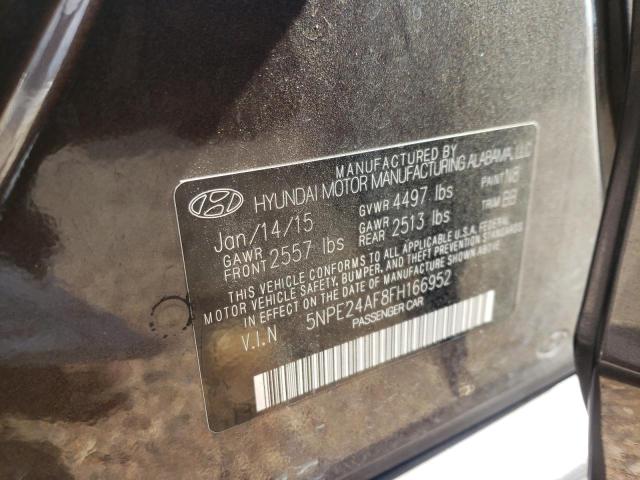 MANUFACTURED BY
HYUNDAI MOTOR MANUFACTURING ALABAMA, LLC
Jan/14/15 GVWR 4497 lbs PAINT NB
GAWR FRONT 2557 lbs GAWR REAR 2513 lbs TRIM
THIS VEHICLE CONFORMS TO ALL APPLICABLE U.S.A. FEDERAL
MOTOR VEHICLE SAFETY, BUMPER, AND THEFT PREVENTION STANDARDS
IN EFFECT ON THE DATE OF MANUFACTURE SHOWN ABOVE.
V.I.N 5NPE24AF8FH166952
PASSENGER CAR